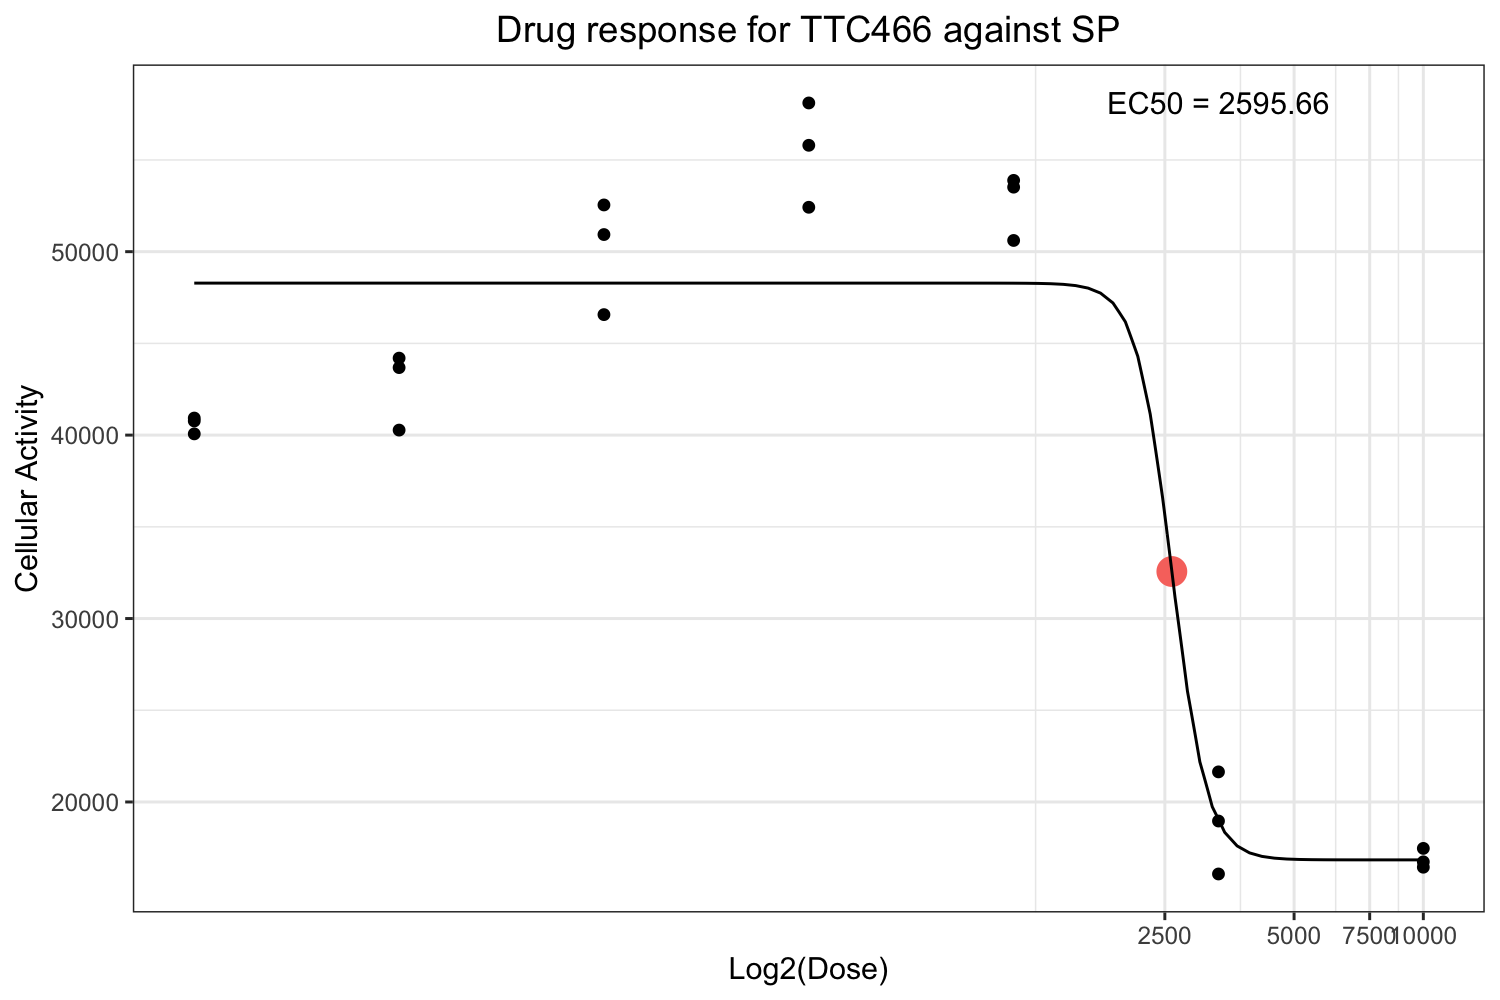 Drug response for TTC466 against SP
EC50 = 2595.66
Cellular Activity
50000
40000
30000
20000
2500 5000 7500 10000
Log2(Dose)